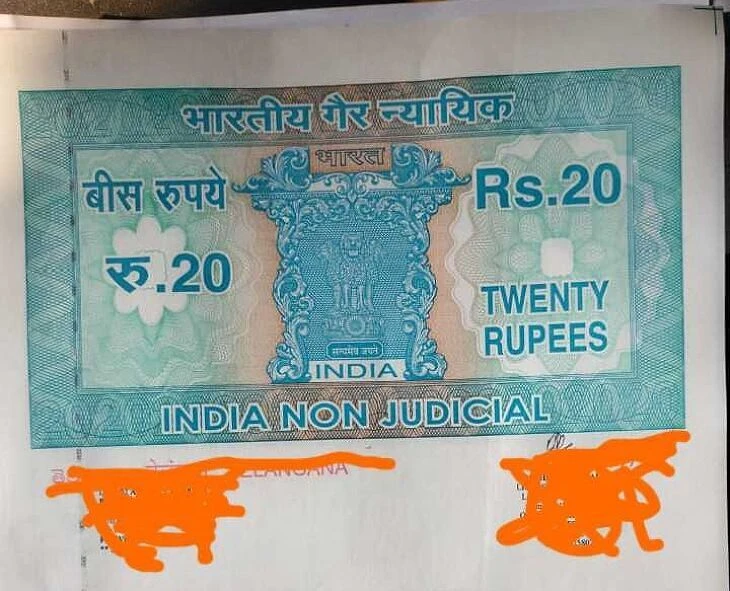 भारतीय गैर न्यायिक
भारत
बीस रुपये
Rs.20
रु.20
TWENTY
RUPEES
सत्यमेव जयते
INDIA
INDIA NON JUDICIAL